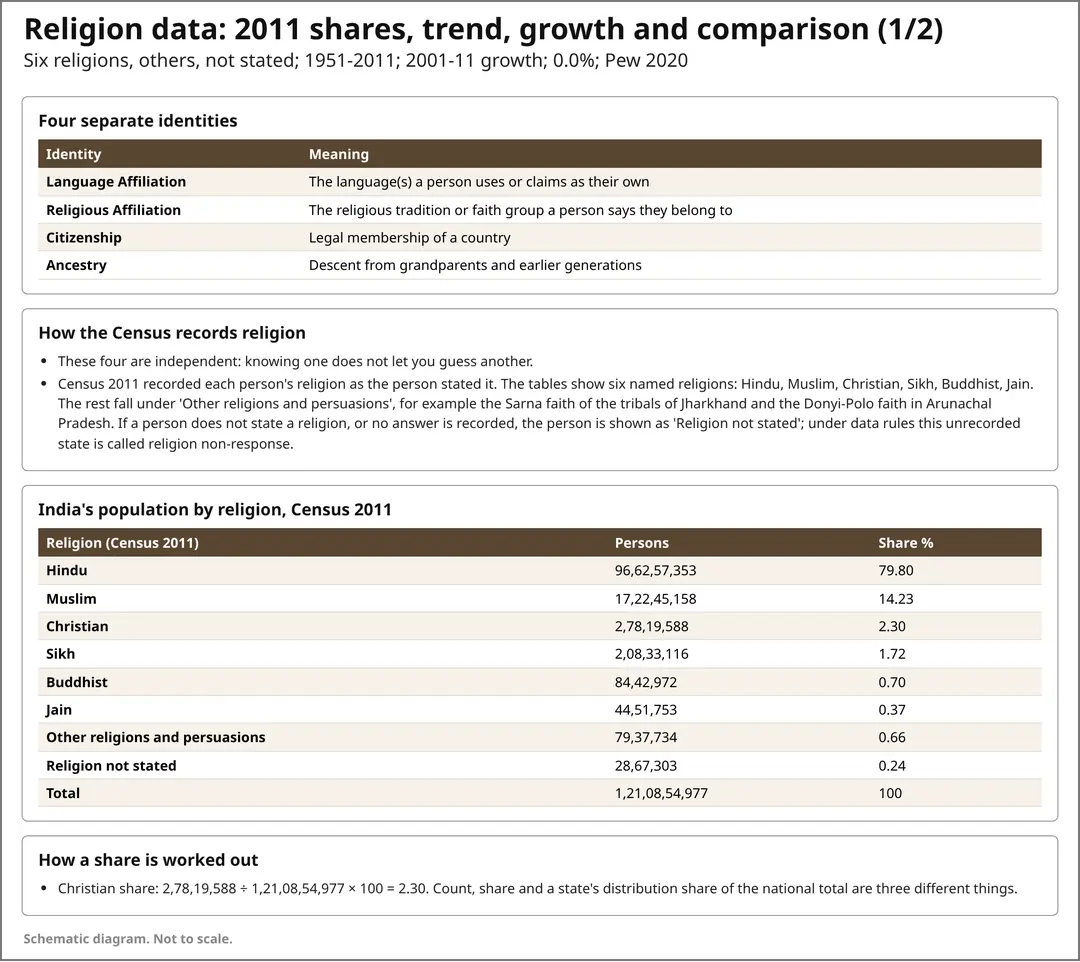 Religion data: 2011 shares, trend, growth and comparison (1/2)
Six religions, others, not stated; 1951-2011; 2001-11 growth; 0.0%; Pew 2020
Four separate identities
Identity Meaning
Language Affiliation The language(s) a person uses or claims as their own
Religious Affiliation The religious tradition or faith group a person says they belong to
Citizenship Legal membership of a country
Ancestry Descent from grandparents and earlier generations
How the Census records religion
• These four are independent: knowing one does not let you guess another.
• Census 2011 recorded each person's religion as the person stated it. The tables show six named religions: Hindu, Muslim, Christian, Sikh, Buddhist, Jain.
The rest fall under 'Other religions and persuasions', for example the Sarna faith of the tribals of Jharkhand and the Donyi-Polo faith in Arunachal
Pradesh. If a person does not state a religion, or no answer is recorded, the person is shown as 'Religion not stated'; under data rules this unrecorded
state is called religion non-response.
India's population by religion, Census 2011
Religion (Census 2011) Persons Share %
Hindu 96,62,57,353 79.80
Muslim 17,22,45,158 14.23
Christian 2,78,19,588 2.30
Sikh 2,08,33,116 1.72
Buddhist 84,42,972 0.70
Jain 44,51,753 0.37
Other religions and persuasions 79,37,734 0.66
Religion not stated 28,67,303 0.24
Total 1,21,08,54,977 100
How a share is worked out
• Christian share: 2,78,19,588 ÷ 1,21,08,54,977 × 100 = 2.30. Count, share and a state's distribution share of the national total are three different things.
Schematic diagram. Not to scale.